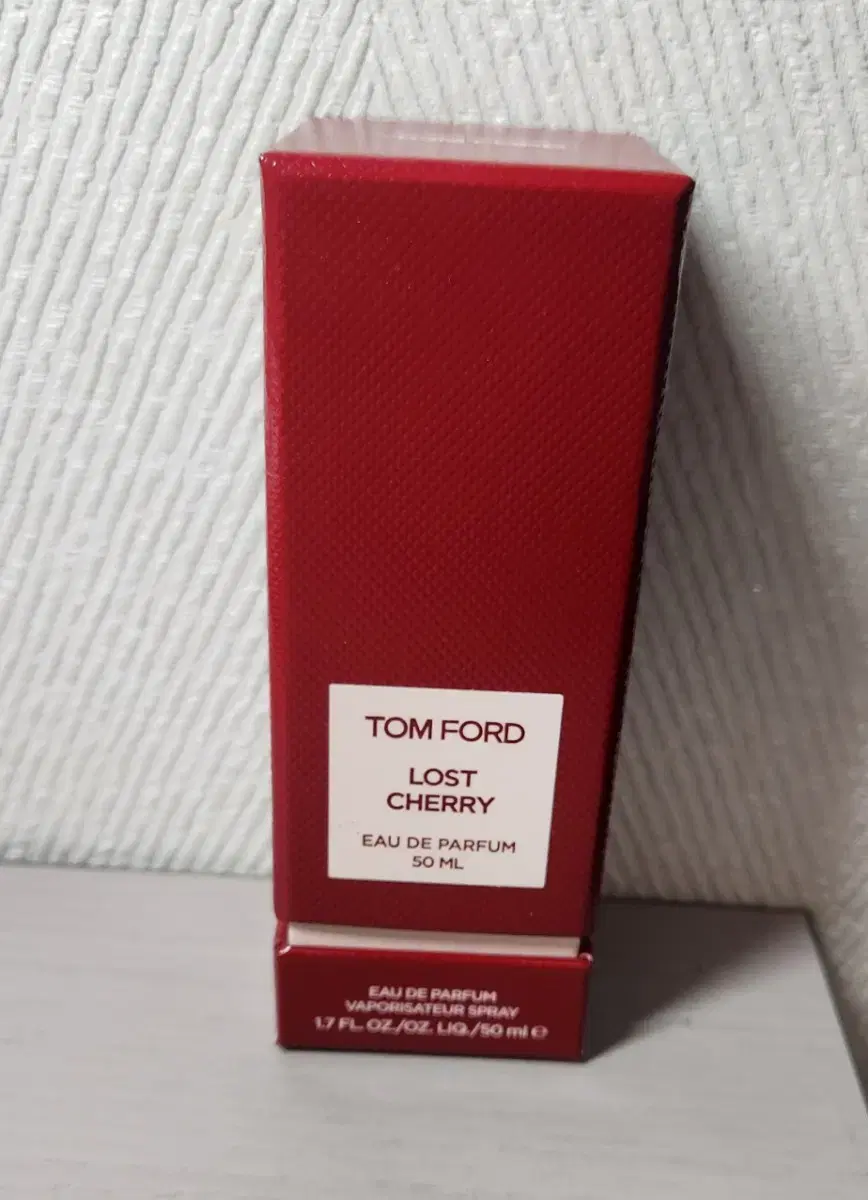 TOM FORD
LOST
CHERRY
EAU DE PARFUM
50 ML
EAU DE PARFUM
VAPORISATEUR SPRAY
1.7 FL. OZ./OZ. LIQ./50 ml ℮